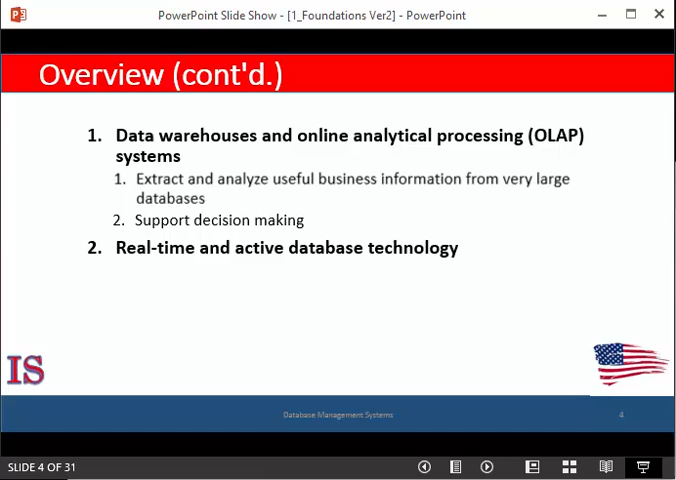 PowerPoint Slide Show - [1_Foundations Ver2] - PowerPoint
Overview (cont'd.)
1. Data warehouses and online analytical processing (OLAP)
systems
1. Extract and analyze useful business information from very large
databases
2. Support decision making
2. Real-time and active database technology
IS
Database Management Systems
4
SLIDE 4 OF 31